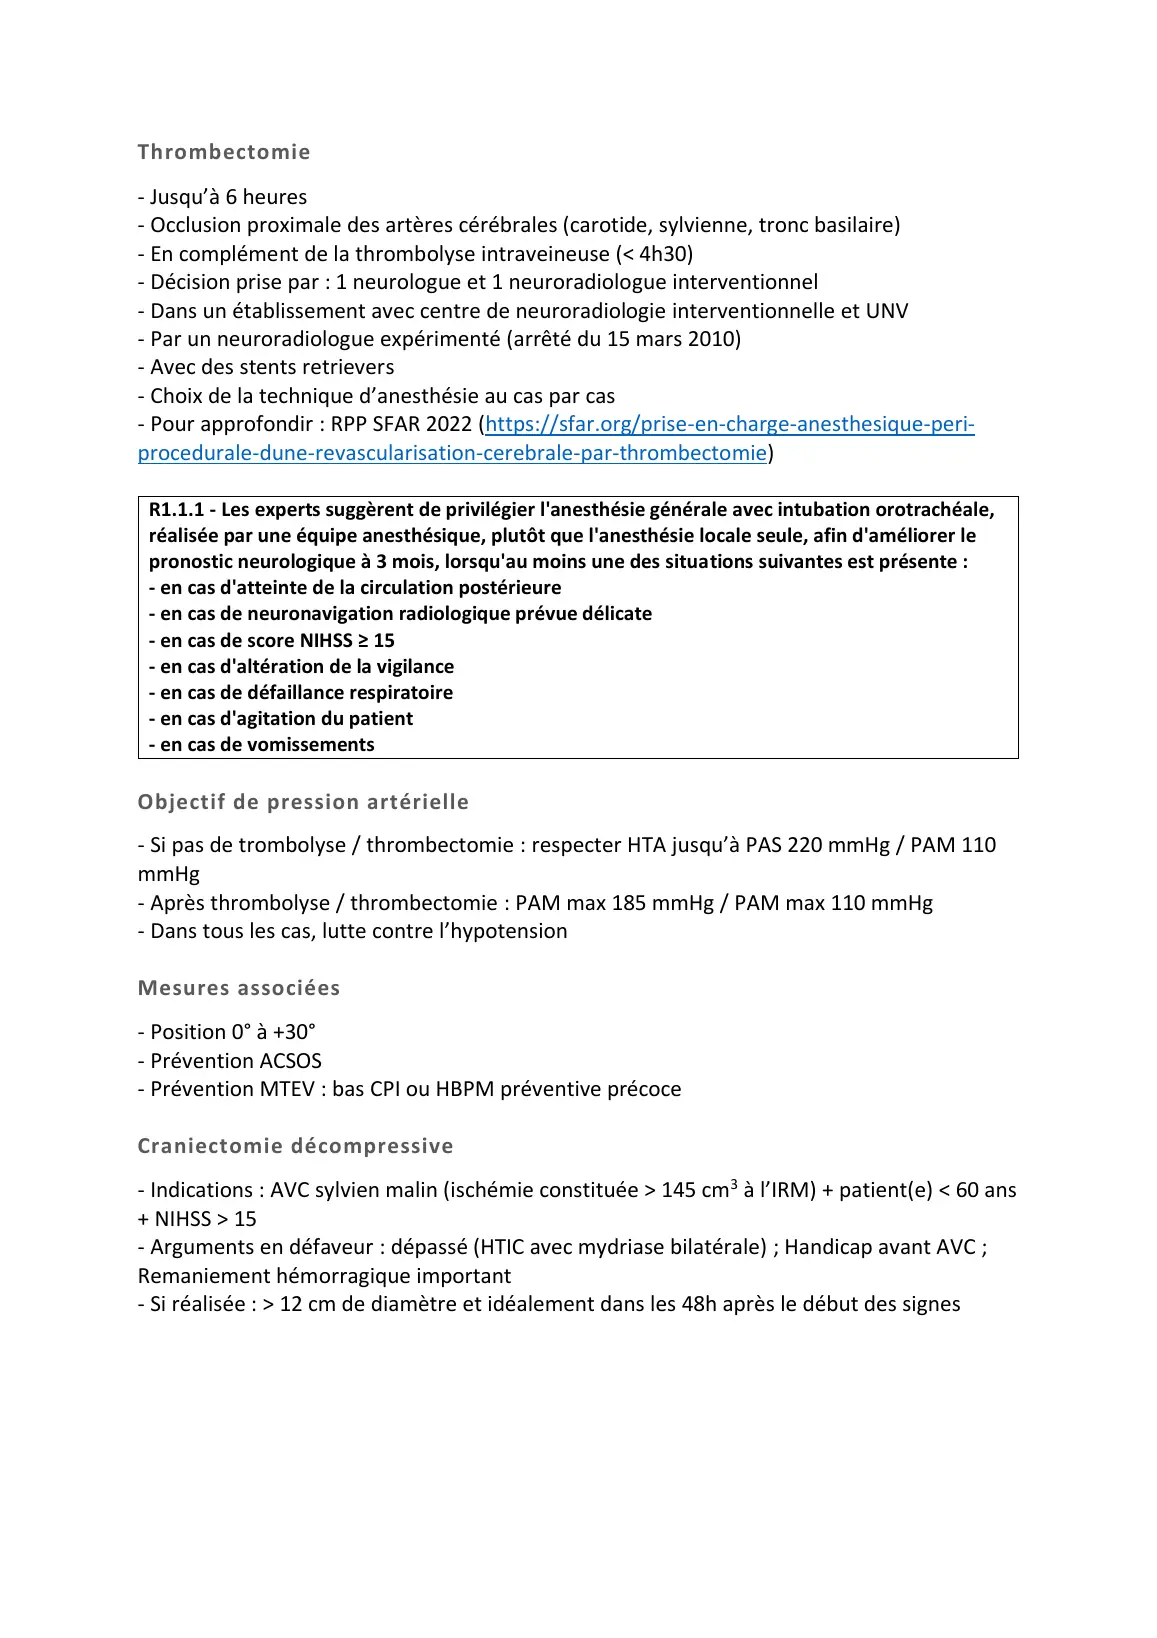 Thrombectomie
- Jusqu’à 6 heures
- Occlusion proximale des artères cérébrales (carotide, sylvienne, tronc basilaire)
- En complément de la thrombolyse intraveineuse (< 4h30)
- Décision prise par : 1 neurologue et 1 neuroradiologue interventionnel
- Dans un établissement avec centre de neuroradiologie interventionnelle et UNV
- Par un neuroradiologue expérimenté (arrêté du 15 mars 2010)
- Avec des stents retrievers
- Choix de la technique d’anesthésie au cas par cas
- Pour approfondir : RPP SFAR 2022 (https://sfar.org/prise-en-charge-anesthesique-peri-
procedurale-dune-revascularisation-cerebrale-par-thrombectomie)
R1.1.1 - Les experts suggèrent de privilégier l'anesthésie générale avec intubation orotrachéale,
réalisée par une équipe anesthésique, plutôt que l'anesthésie locale seule, afin d'améliorer le
pronostic neurologique à 3 mois, lorsqu'au moins une des situations suivantes est présente :
- en cas d'atteinte de la circulation postérieure
- en cas de neuronavigation radiologique prévue délicate
- en cas de score NIHSS ≥ 15
- en cas d'altération de la vigilance
- en cas de défaillance respiratoire
- en cas d'agitation du patient
- en cas de vomissements
Objectif de pression artérielle
- Si pas de trombolyse / thrombectomie : respecter HTA jusqu’à PAS 220 mmHg / PAM 110
mmHg
- Après thrombolyse / thrombectomie : PAM max 185 mmHg / PAM max 110 mmHg
- Dans tous les cas, lutte contre l’hypotension
Mesures associées
- Position 0° à +30°
- Prévention ACSOS
- Prévention MTEV : bas CPI ou HBPM préventive précoce
Craniectomie décompressive
- Indications : AVC sylvien malin (ischémie constituée > 145 cm³ à l’IRM) + patient(e) < 60 ans
+ NIHSS > 15
- Arguments en défaveur : dépassé (HTIC avec mydriase bilatérale) ; Handicap avant AVC ;
Remaniement hémorragique important
- Si réalisée : > 12 cm de diamètre et idéalement dans les 48h après le début des signes